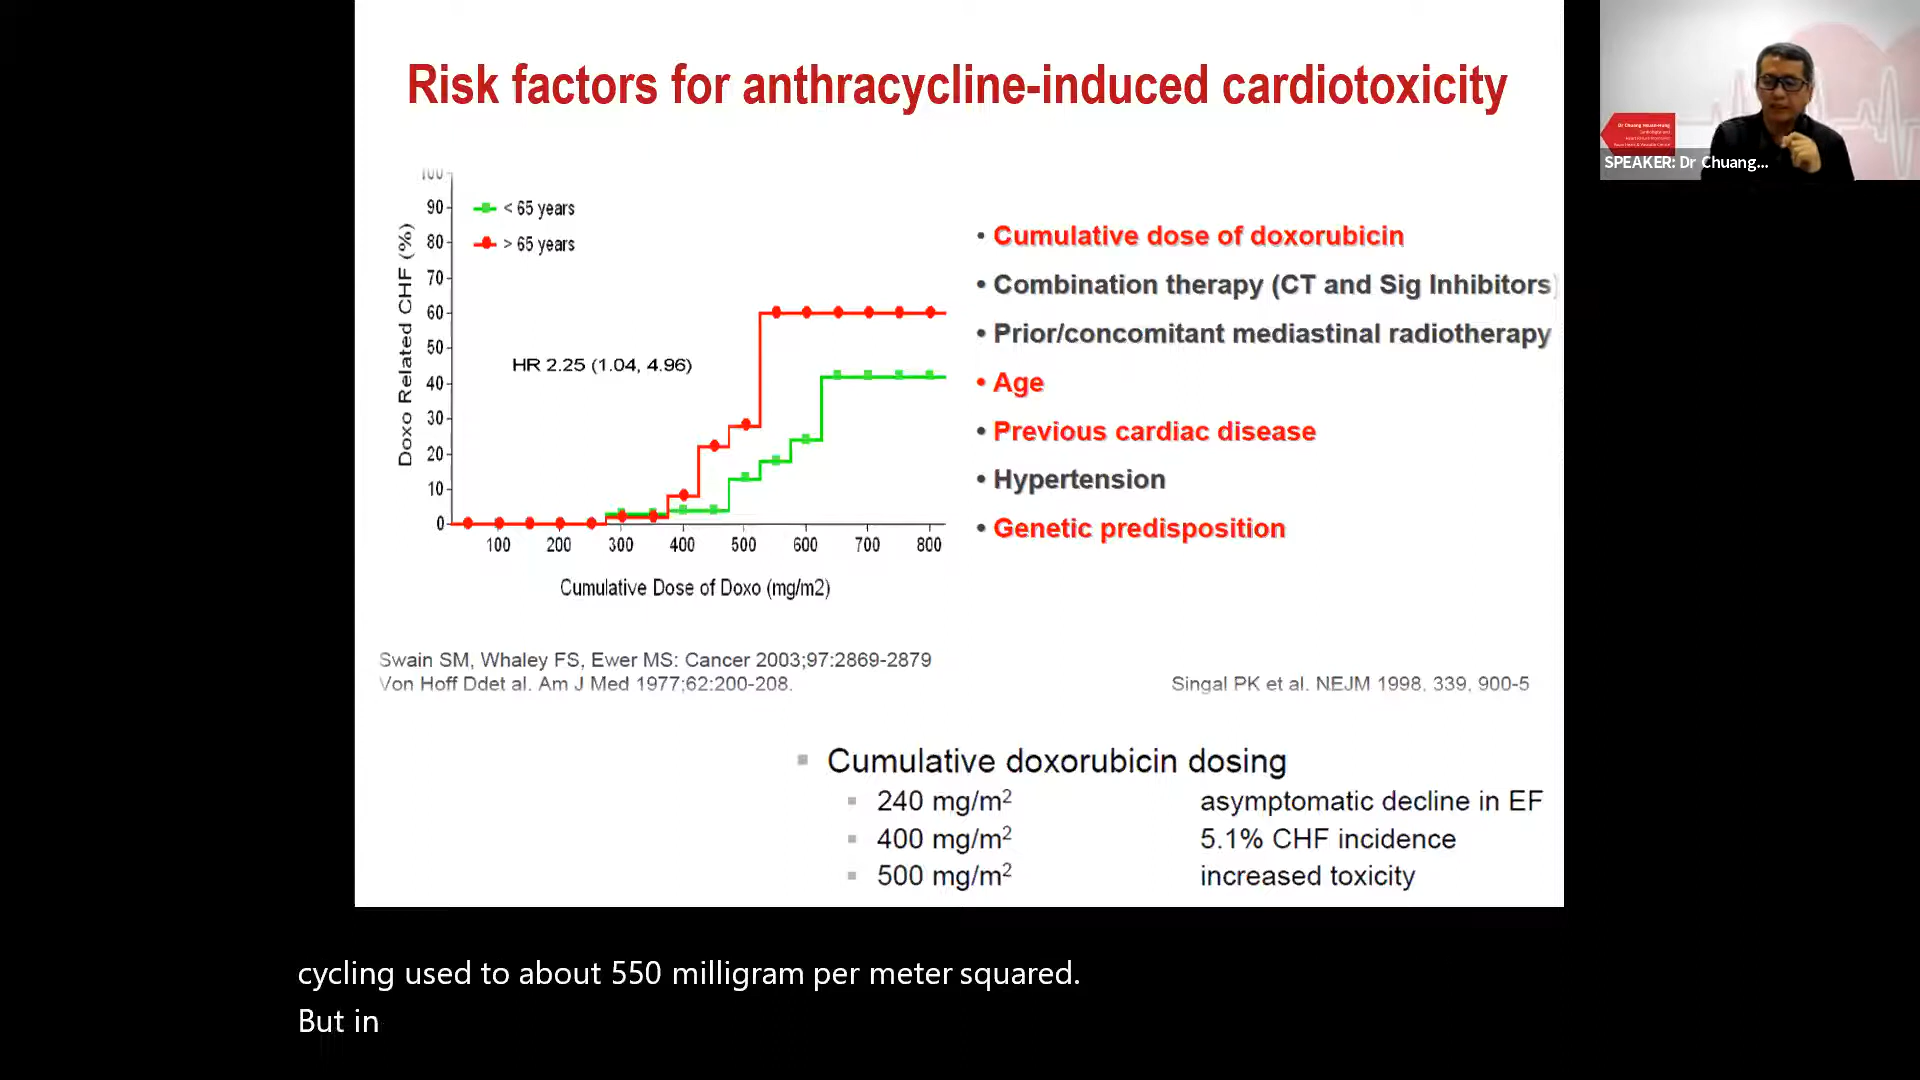 Risk factors for anthracycline-induced cardiotoxicity
100
90
80
70
60
50
40
30
20
10
0
Doxo Related CHF (%)
< 65 years
> 65 years
HR 2.25 (1.04, 4.96)
100 200 300 400 500 600 700 800
Cumulative Dose of Doxo (mg/m2)
• Cumulative dose of doxorubicin
• Combination therapy (CT and Sig Inhibitors)
• Prior/concomitant mediastinal radiotherapy
• Age
• Previous cardiac disease
• Hypertension
• Genetic predisposition
Swain SM, Whaley FS, Ewer MS: Cancer 2003;97:2869-2879
Von Hoff Ddet al. Am J Med 1977;62:200-208.
Singal PK et al. NEJM 1998, 339, 900-5
Cumulative doxorubicin dosing
240 mg/m² asymptomatic decline in EF
400 mg/m² 5.1% CHF incidence
500 mg/m² increased toxicity
Dr Chuang Hsuan-Hung
SPEAKER: Dr Chuang...
cycling used to about 550 milligram per meter squared.
But in